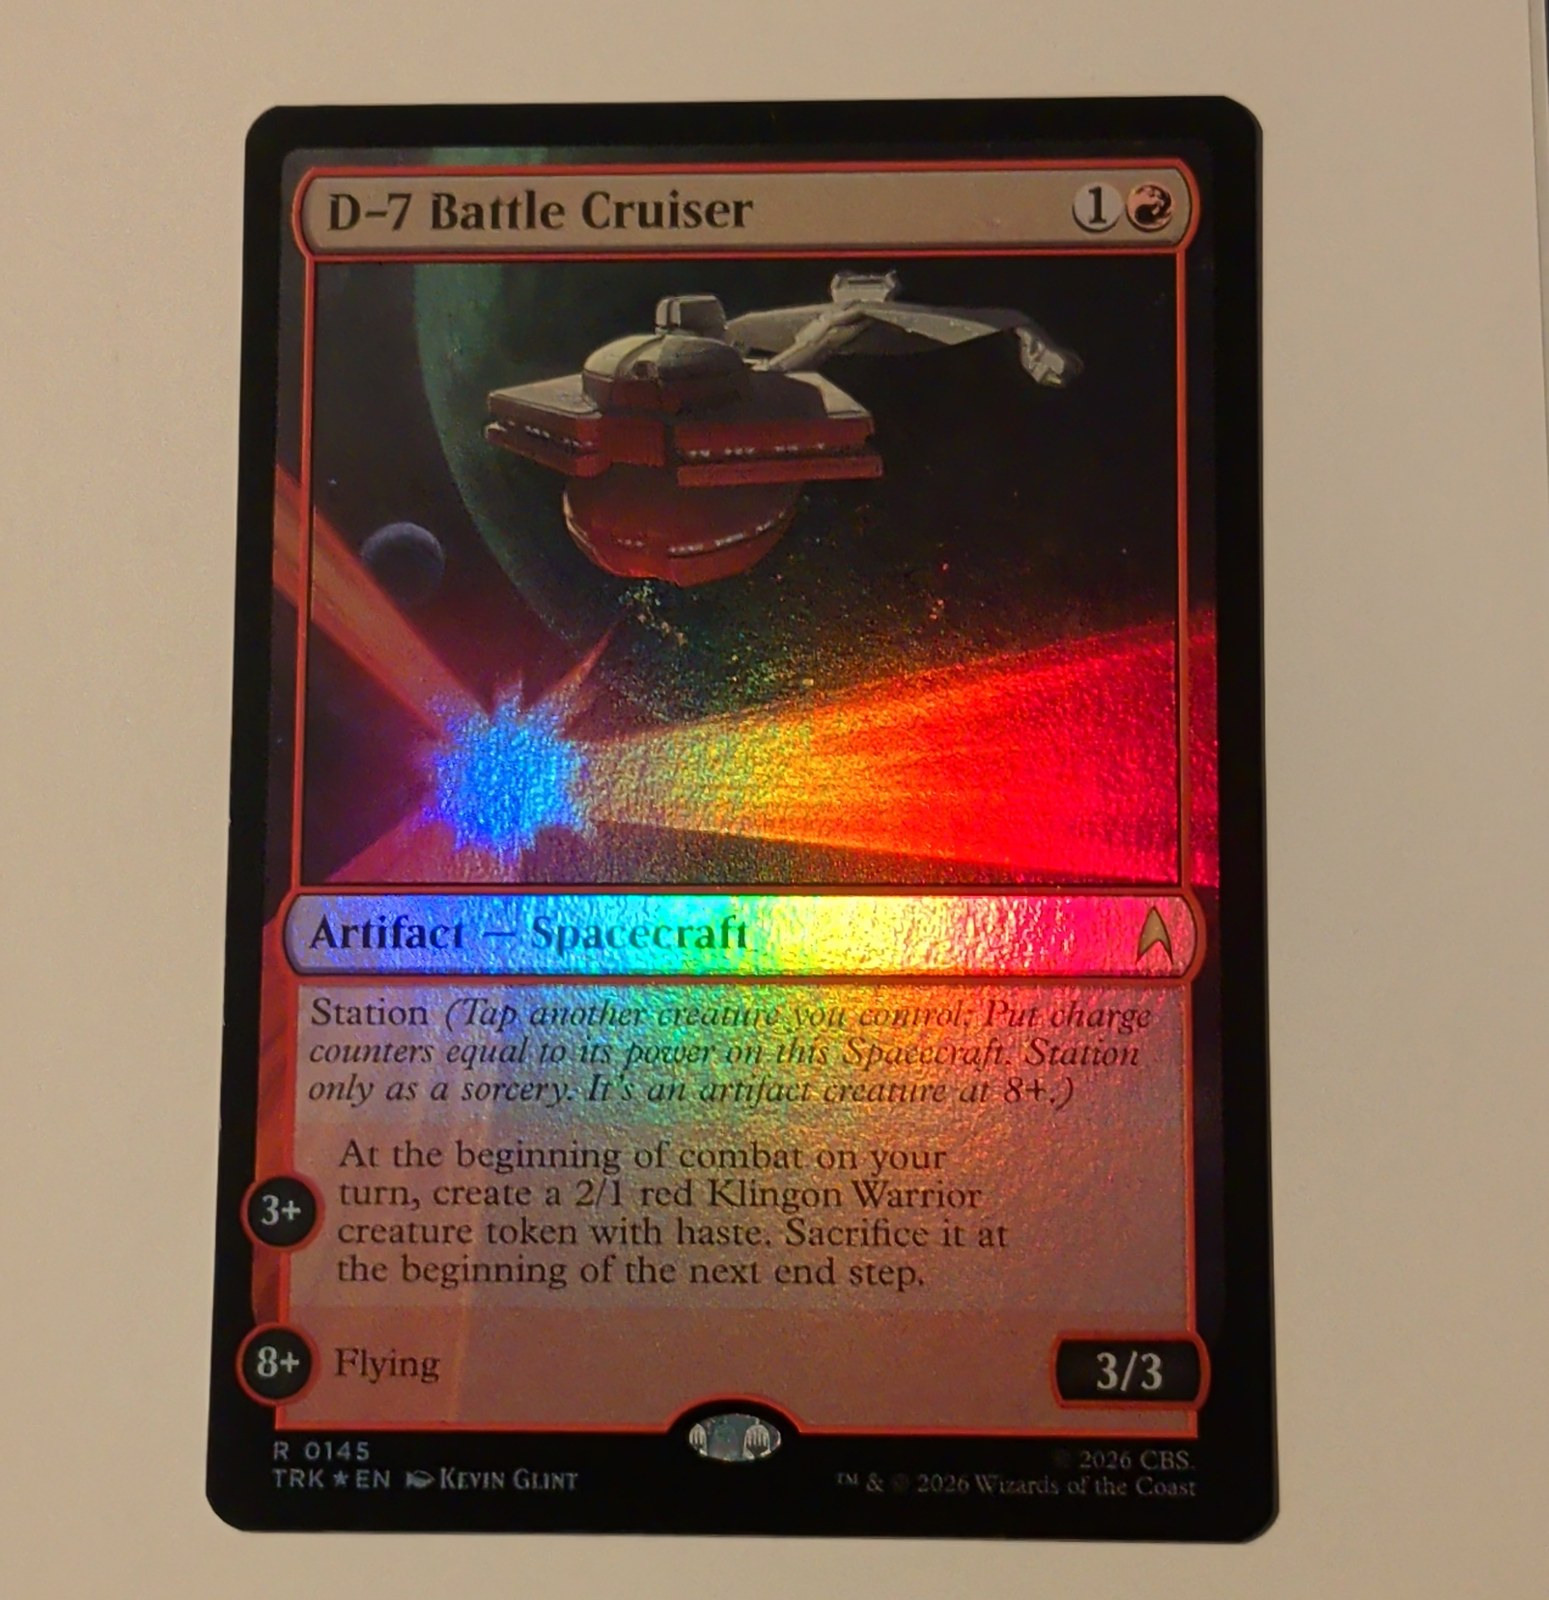 D-7 Battle Cruiser 1
Artifact — Spacecraft
Station (Tap another creature you control: Put charge
counters equal to its power on this Spacecraft. Station
only as a sorcery. It's an artifact creature at 8+.)
At the beginning of combat on your
3+ turn, create a 2/1 red Klingon Warrior
creature token with haste. Sacrifice it at
the beginning of the next end step.
8+ Flying 3/3
R 0145
TRK ★ EN Kevin Glint
© 2026 CBS.
™ & © 2026 Wizards of the Coast